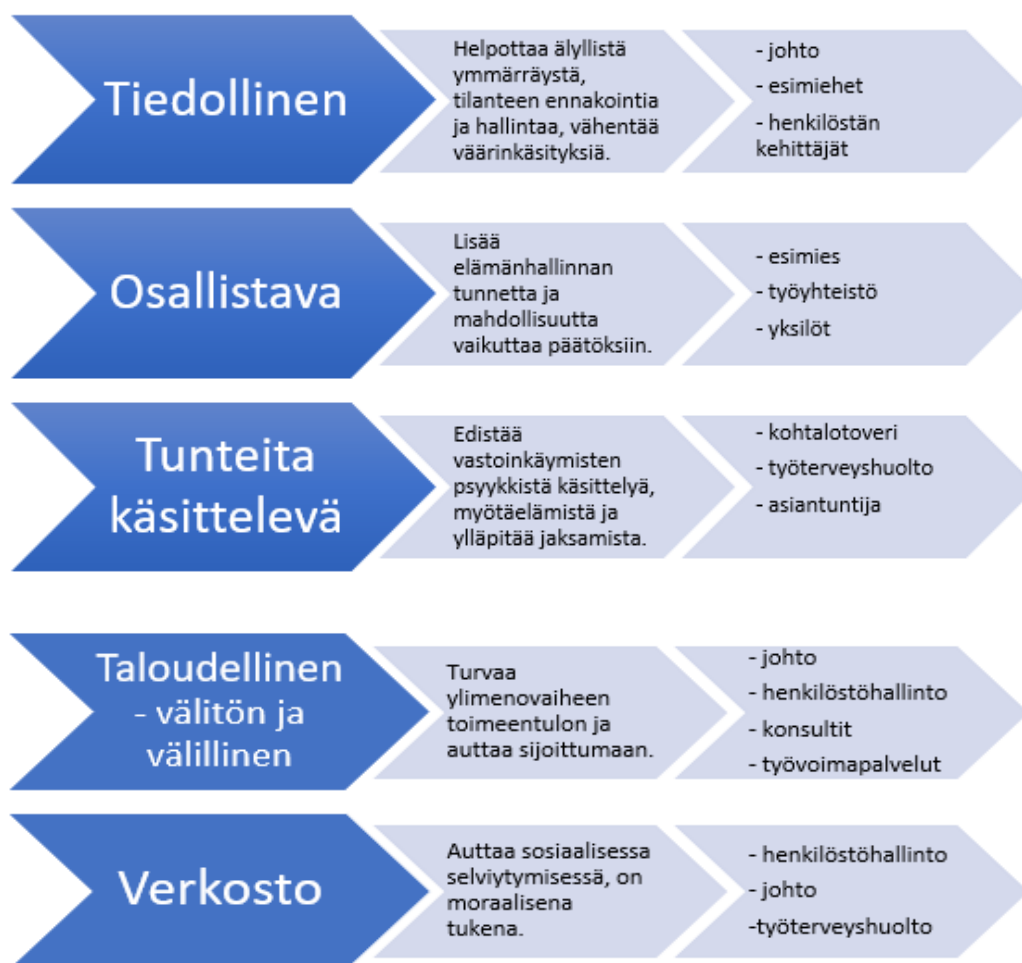 Tiedollinen
Helpottaa älyllistä
ymmärräystä,
tilanteen ennakointia
ja hallintaa, vähentää
väärinkäsityksiä.
- johto
- esimiehet
- henkilöstän
kehittäjät
Osallistava
Lisää
elämänhallinnan
tunnetta ja
mahdollisuutta
vaikuttaa päätöksiin.
- esimies
- työyhteistö
- yksilöt
Tunteita
käsittelevä
Edistää
vastoinkäymisten
psyykkistä käsittelyä,
myötäelämistä ja
ylläpitää jaksamista.
- kohtalotoveri
- työterveyshuolto
- asiantuntija
Taloudellinen
- välitön ja
välillinen
Turvaa
ylimenovaiheen
toimeentulon ja
auttaa sijoittumaan.
- johto
- henkilöstöhallinto
- konsultit
- työvoimapalvelut
Verkosto
Auttaa sosiaalisessa
selviytymisessä, on
moraalisena
tukena.
- henkilöstöhallinto
- johto
-työterveyshuolto